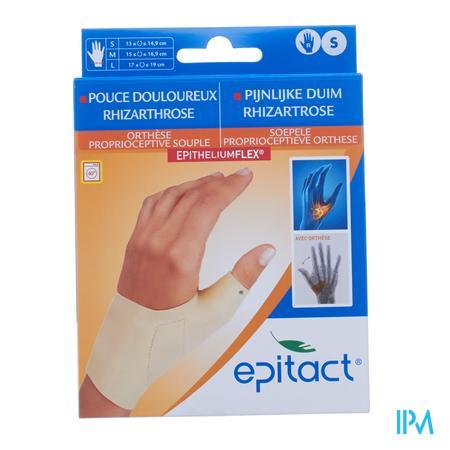 S 13 ≤ ○ ≤ 14,9 cm
M 15 ≤ ○ ≤ 16,9 cm
L 17 ≤ ○ ≤ 19 cm
R S
• POUCE DOULOUREUX
RHIZARTHROSE
• PIJNLIJKE DUIM
RHIZARTROSE
ORTHÈSE
PROPRIOCEPTIVE SOUPLE
SOEPELE
PROPRIOCEPTIEVE ORTHESE
EPITHELIUMFLEX®
40°
AVEC ORTHÈSE
epitact®
IPM